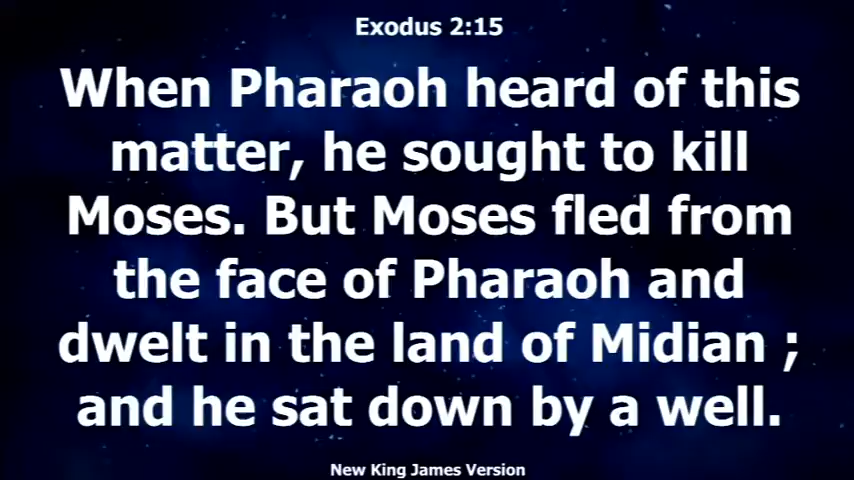 Exodus 2:15
When Pharaoh heard of this
matter, he sought to kill
Moses. But Moses fled from
the face of Pharaoh and
dwelt in the land of Midian ;
and he sat down by a well.
New King James Version